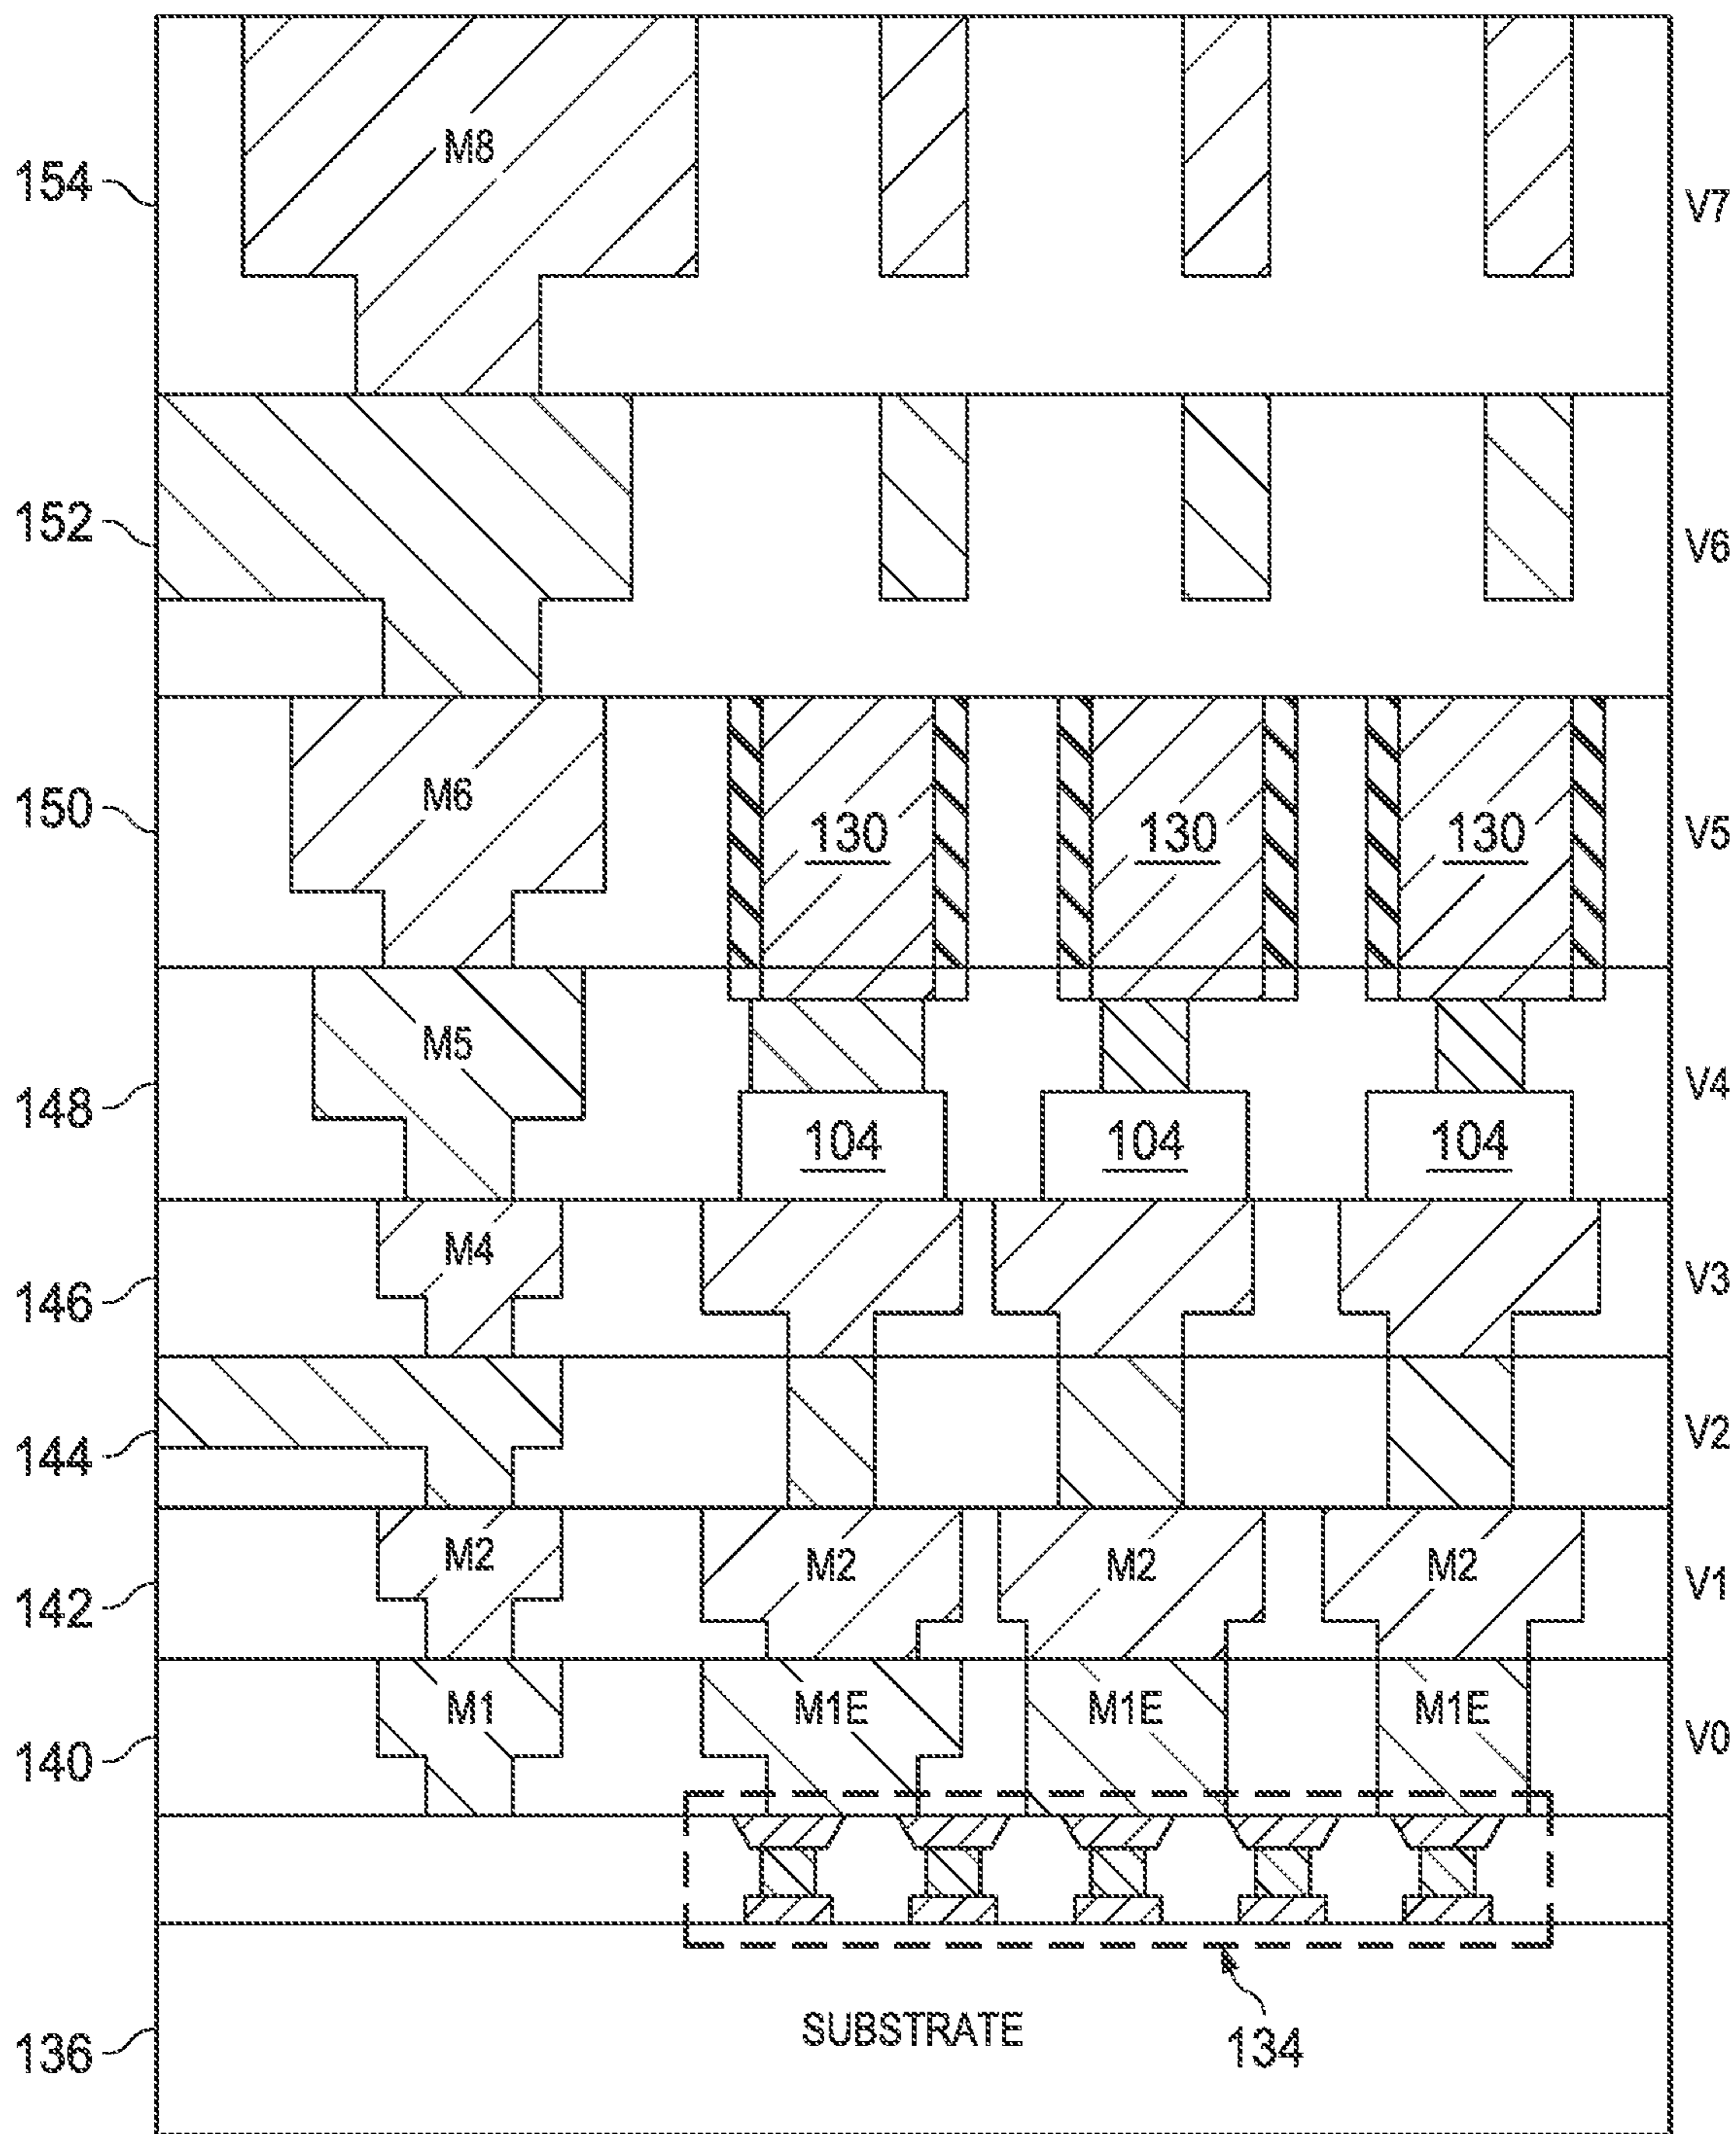 M8
154
V7
152
V6
M6
150
130 130 130
V5
M5
148
104 104 104
V4
M4
146
V3
144
V2
M2 M2 M2 M2
142
V1
M1 M1E M1E M1E
140
V0
SUBSTRATE
136
134